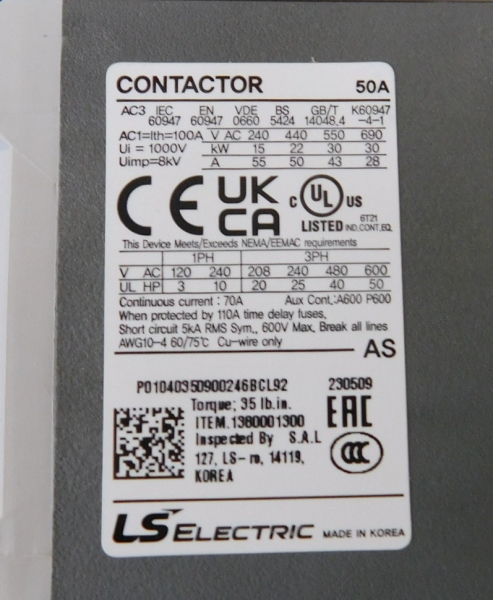 CONTACTOR 50A
AC3 IEC EN VDE BS GB/T K60947
60947 60947 0660 5424 14048.4 -4-1
AC1=Ith=100A V AC 240 440 550 690
Ui = 1000V kW 15 22 30 30
Uimp=8kV A 55 50 43 28
CE UK CA c UL US
LISTED 6T21 IND.CONT.EQ.
This Device Meets/Exceeds NEMA/EEMAC requirements
1PH 3PH
V AC 120 240 208 240 480 600
UL HP 3 10 20 25 40 50
Continuous current : 70A Aux Cont.:A600 P600
When protected by 110A time delay fuses,
Short circuit 5kA RMS Sym., 600V Max. Break all lines
AWG10-4 60/75℃ Cu-wire only
AS
P01040350900246BCL92 230509
Torque; 35 lb.in.
ITEM.1380001300
Inspected By S.A.L
127, LS-ro, 14119,
KOREA
EAC
CCC
LS ELECTRIC MADE IN KOREA